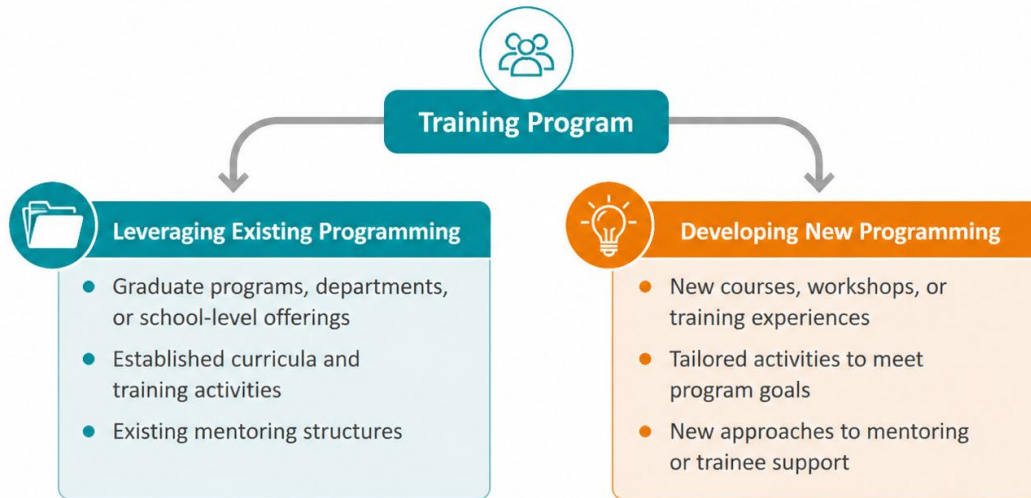 Training Program
Leveraging Existing Programming
Graduate programs, departments,
or school-level offerings
Established curricula and
training activities
Existing mentoring structures
Developing New Programming
New courses, workshops, or
training experiences
Tailored activities to meet
program goals
New approaches to mentoring
or trainee support